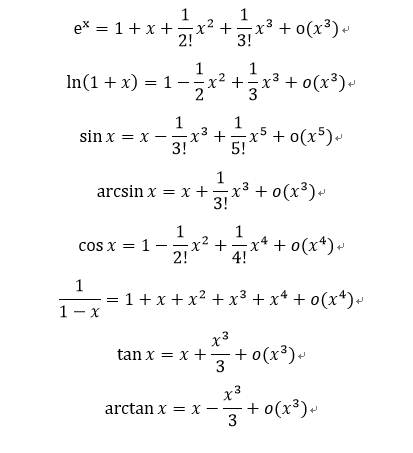 eˣ = 1 + x + 1/2! x² + 1/3! x³ + o(x³)↵
ln(1 + x) = 1 − 1/2 x² + 1/3 x³ + o(x³)↵
sin x = x − 1/3! x³ + 1/5! x⁵ + o(x⁵)↵
arcsin x = x + 1/3! x³ + o(x³)↵
cos x = 1 − 1/2! x² + 1/4! x⁴ + o(x⁴)↵
1/(1 − x) = 1 + x + x² + x³ + x⁴ + o(x⁴)↵
tan x = x + x³/3 + o(x³)↵
arctan x = x − x³/3 + o(x³)↵